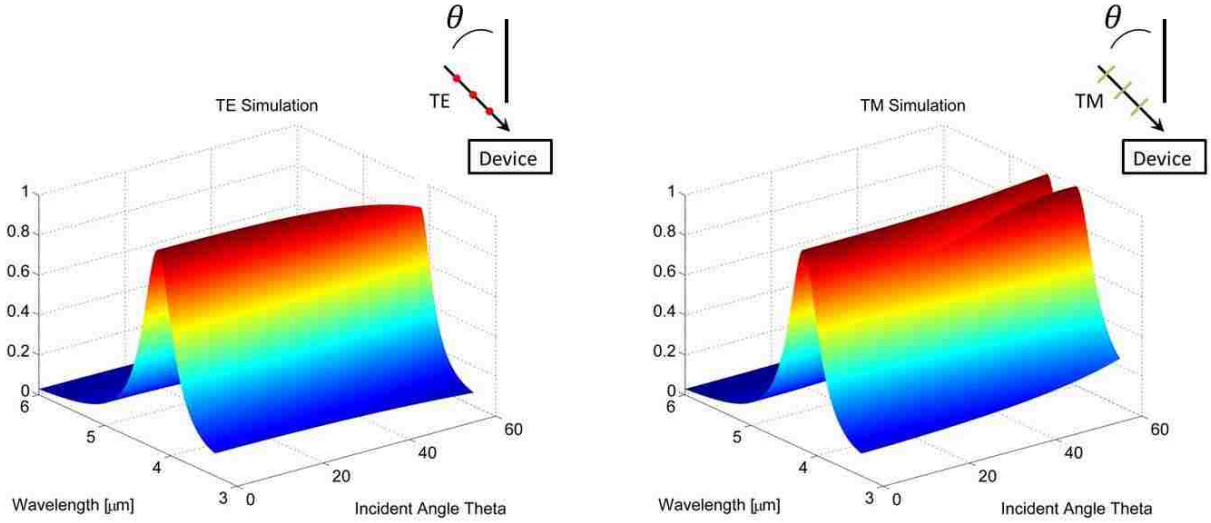 θ
TE
Device
TE Simulation
1
0.8
0.6
0.4
0.2
0
6
5
4
3
0
20
40
60
Wavelength [μm]
Incident Angle Theta
θ
TM
Device
TM Simulation
1
0.8
0.6
0.4
0.2
0
6
5
4
3
0
20
40
60
Wavelength [μm]
Incident Angle Theta